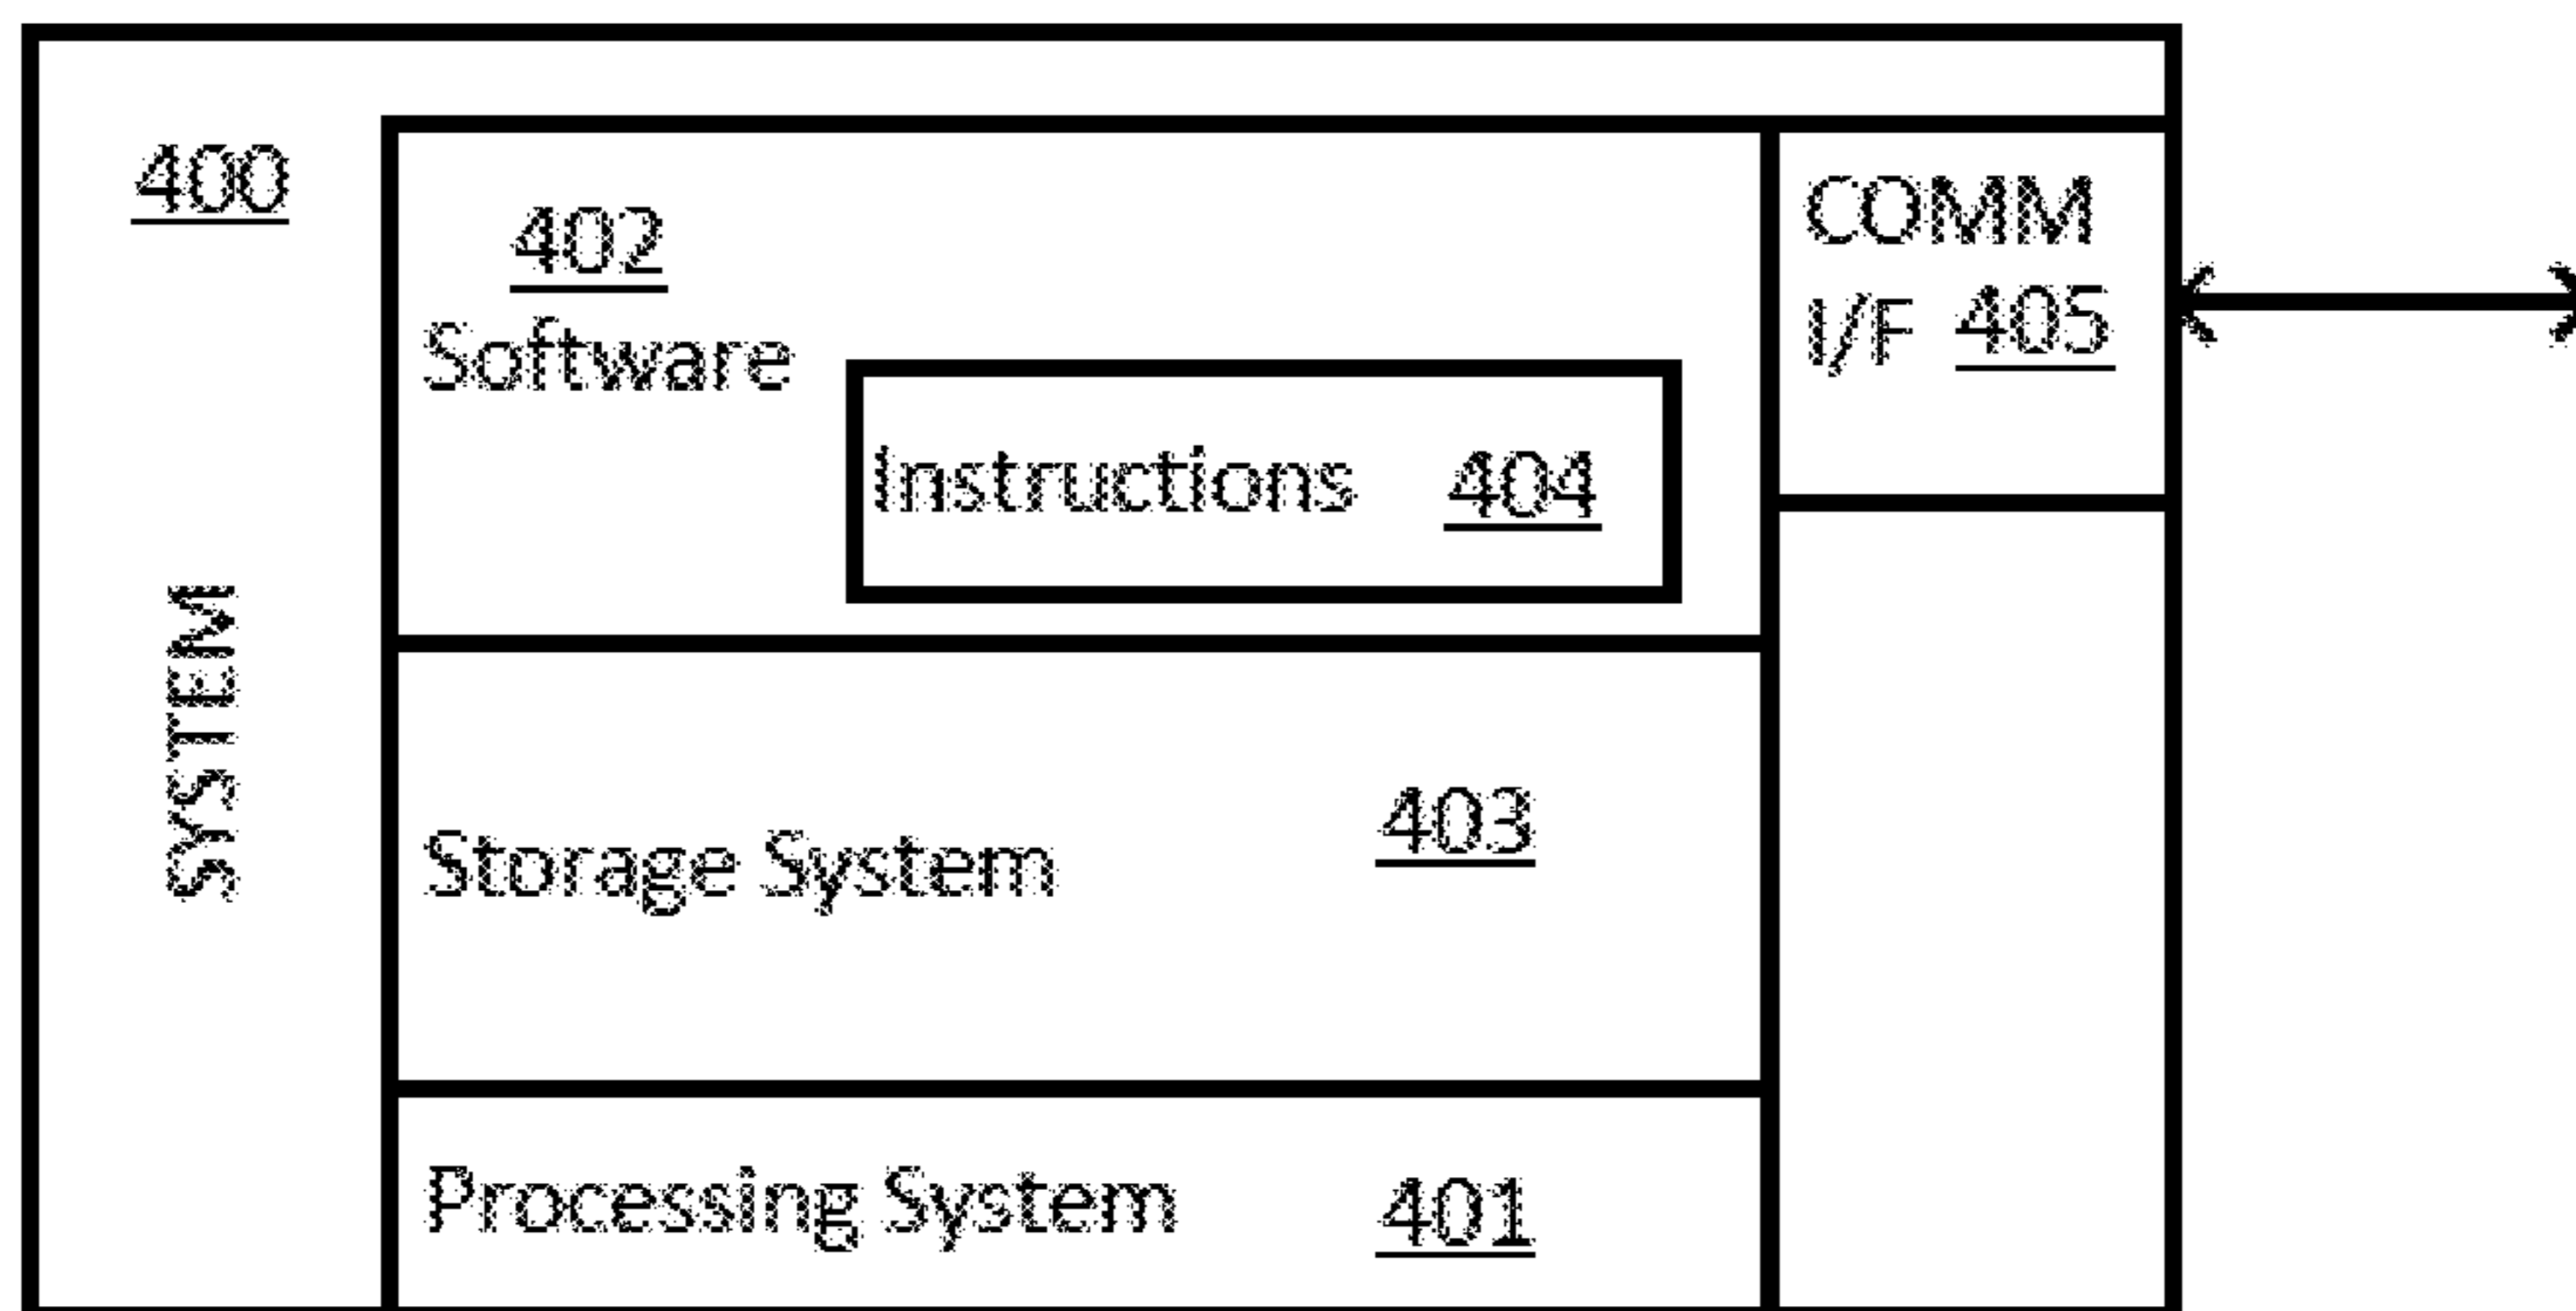 400
SYSTEM
402
Software
Instructions 404
Storage System 403
Processing System 401
COMM
I/F 405